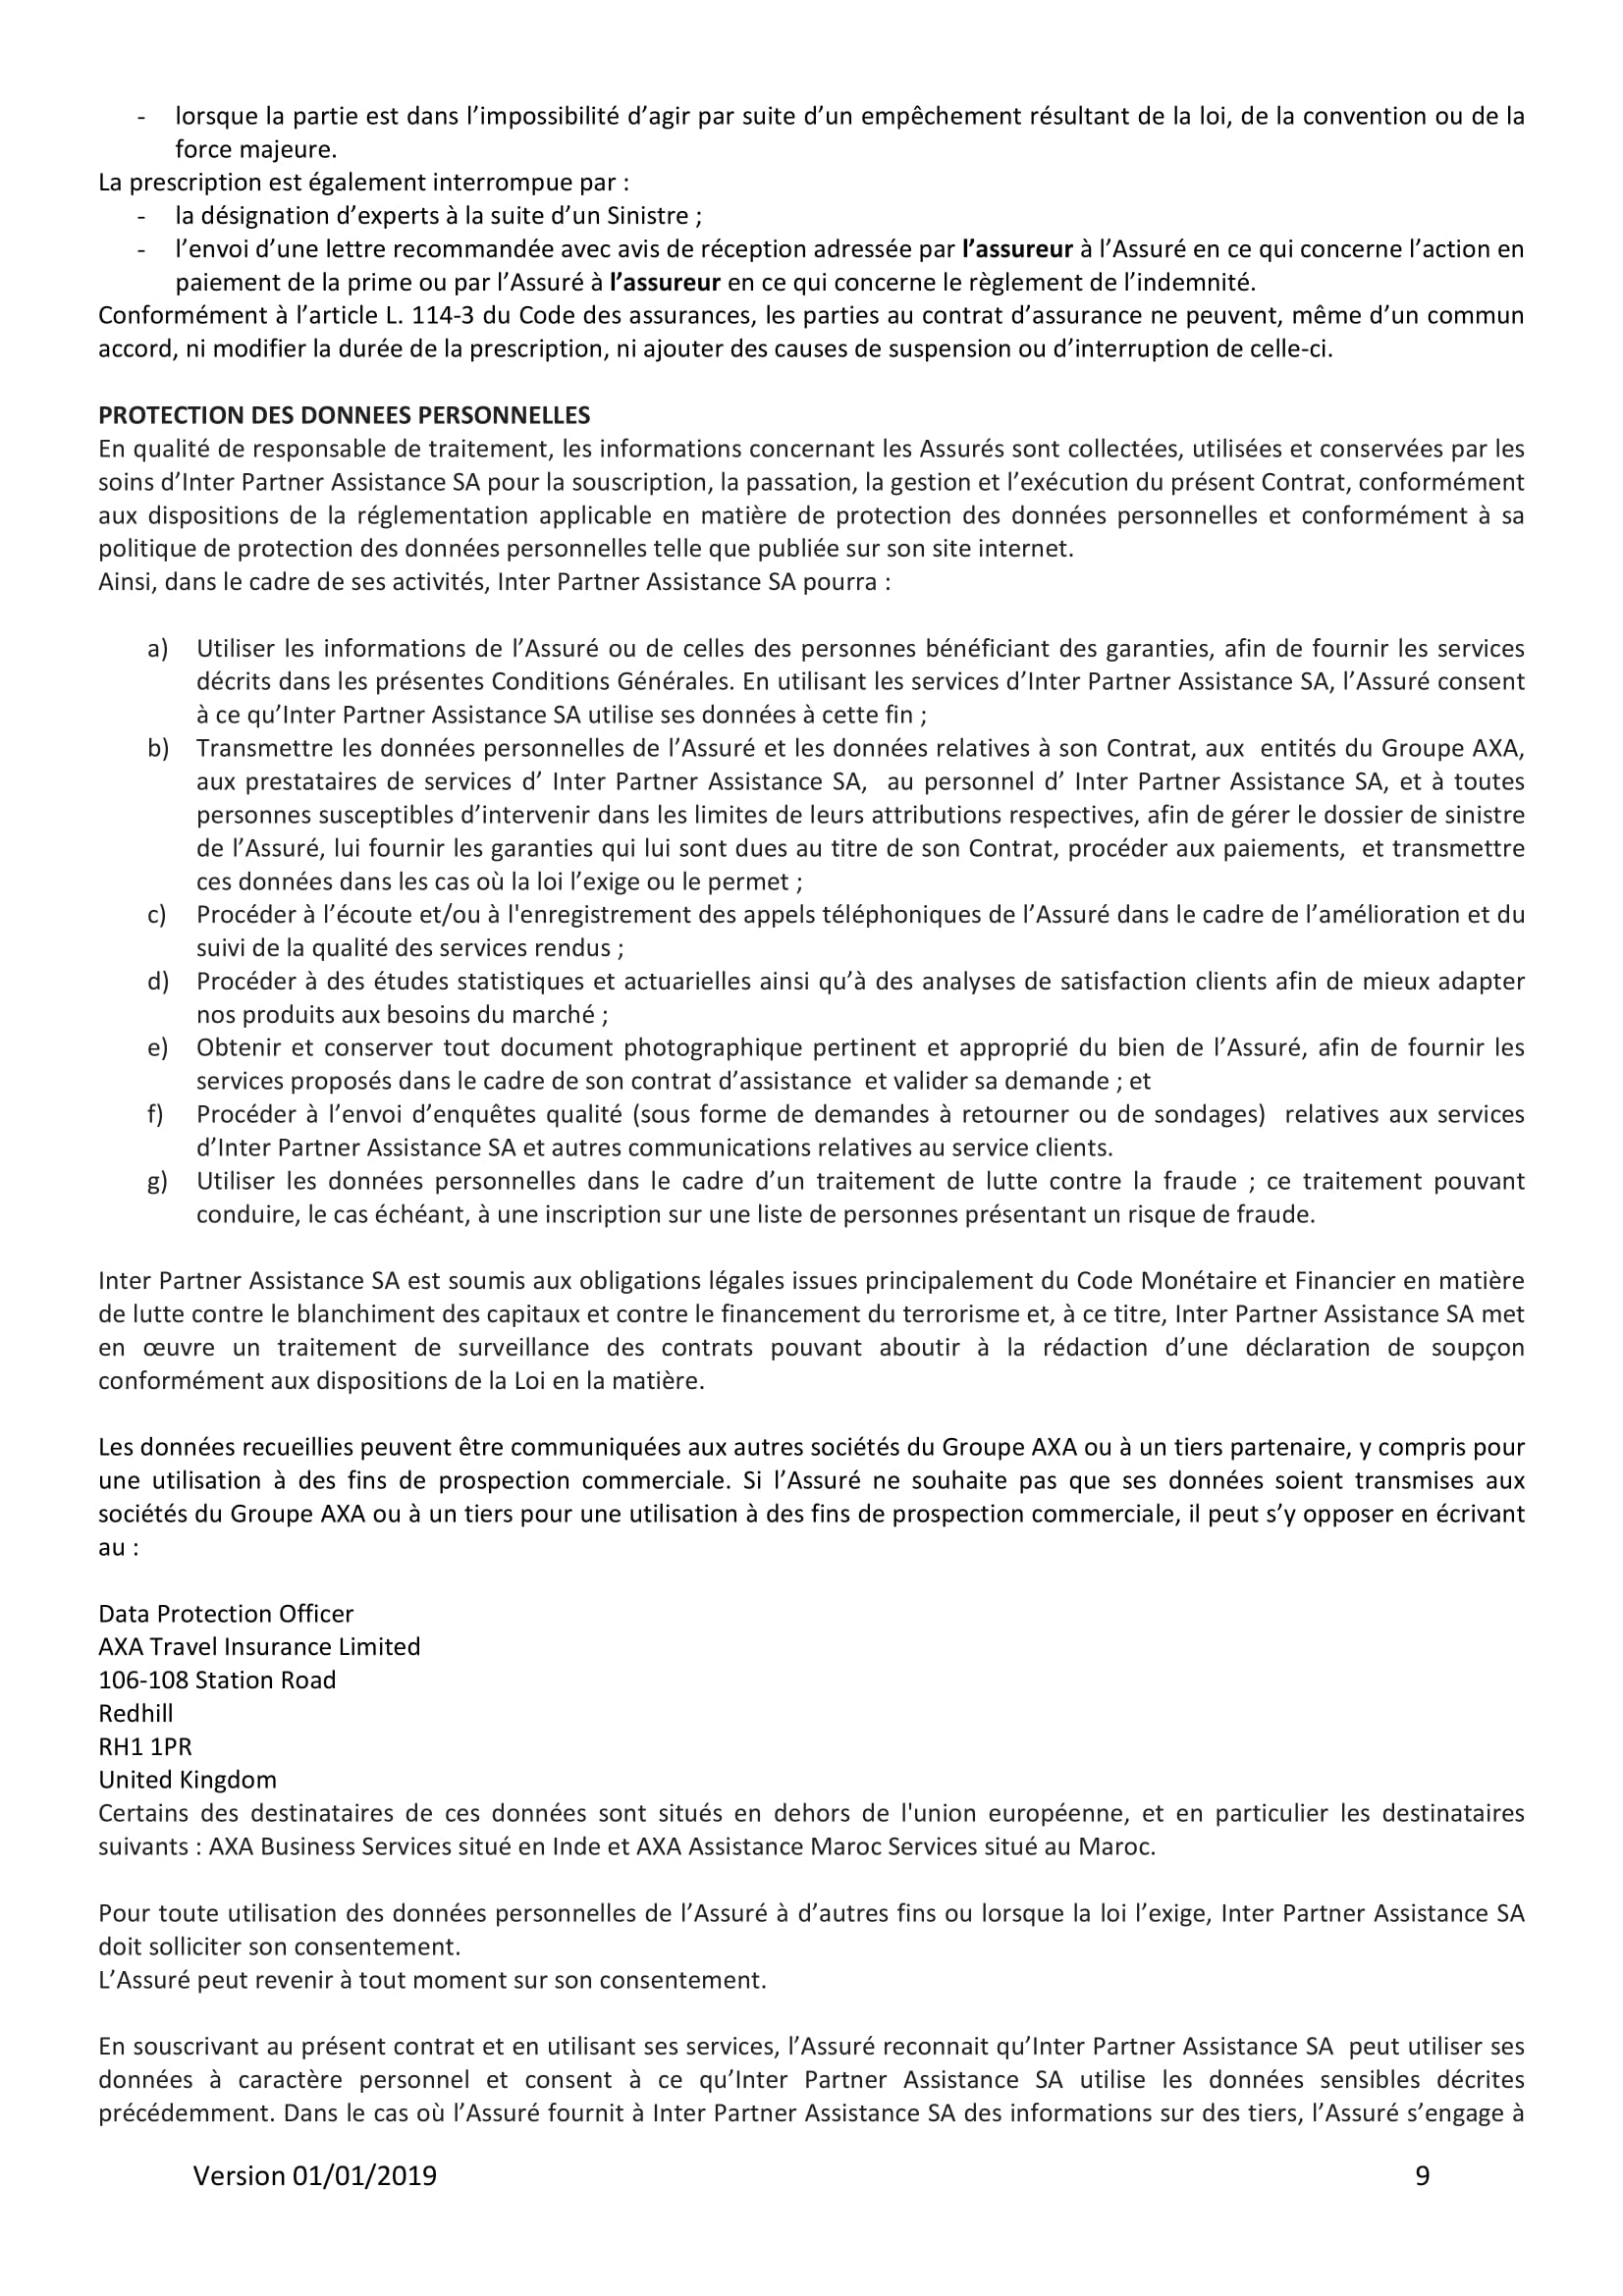 - lorsque la partie est dans l’impossibilité d’agir par suite d’un empêchement résultant de la loi, de la convention ou de la
force majeure.
La prescription est également interrompue par :
- la désignation d’experts à la suite d’un Sinistre ;
- l’envoi d’une lettre recommandée avec avis de réception adressée par l’assureur à l’Assuré en ce qui concerne l’action en
paiement de la prime ou par l’Assuré à l’assureur en ce qui concerne le règlement de l’indemnité.
Conformément à l’article L. 114-3 du Code des assurances, les parties au contrat d’assurance ne peuvent, même d’un commun
accord, ni modifier la durée de la prescription, ni ajouter des causes de suspension ou d’interruption de celle-ci.
PROTECTION DES DONNEES PERSONNELLES
En qualité de responsable de traitement, les informations concernant les Assurés sont collectées, utilisées et conservées par les
soins d’Inter Partner Assistance SA pour la souscription, la passation, la gestion et l’exécution du présent Contrat, conformément
aux dispositions de la réglementation applicable en matière de protection des données personnelles et conformément à sa
politique de protection des données personnelles telle que publiée sur son site internet.
Ainsi, dans le cadre de ses activités, Inter Partner Assistance SA pourra :
a) Utiliser les informations de l’Assuré ou de celles des personnes bénéficiant des garanties, afin de fournir les services
décrits dans les présentes Conditions Générales. En utilisant les services d’Inter Partner Assistance SA, l’Assuré consent
à ce qu’Inter Partner Assistance SA utilise ses données à cette fin ;
b) Transmettre les données personnelles de l’Assuré et les données relatives à son Contrat, aux entités du Groupe AXA,
aux prestataires de services d’ Inter Partner Assistance SA, au personnel d’ Inter Partner Assistance SA, et à toutes
personnes susceptibles d’intervenir dans les limites de leurs attributions respectives, afin de gérer le dossier de sinistre
de l’Assuré, lui fournir les garanties qui lui sont dues au titre de son Contrat, procéder aux paiements, et transmettre
ces données dans les cas où la loi l’exige ou le permet ;
c) Procéder à l’écoute et/ou à l'enregistrement des appels téléphoniques de l’Assuré dans le cadre de l’amélioration et du
suivi de la qualité des services rendus ;
d) Procéder à des études statistiques et actuarielles ainsi qu’à des analyses de satisfaction clients afin de mieux adapter
nos produits aux besoins du marché ;
e) Obtenir et conserver tout document photographique pertinent et approprié du bien de l’Assuré, afin de fournir les
services proposés dans le cadre de son contrat d’assistance et valider sa demande ; et
f) Procéder à l’envoi d’enquêtes qualité (sous forme de demandes à retourner ou de sondages) relatives aux services
d’Inter Partner Assistance SA et autres communications relatives au service clients.
g) Utiliser les données personnelles dans le cadre d’un traitement de lutte contre la fraude ; ce traitement pouvant
conduire, le cas échéant, à une inscription sur une liste de personnes présentant un risque de fraude.
Inter Partner Assistance SA est soumis aux obligations légales issues principalement du Code Monétaire et Financier en matière
de lutte contre le blanchiment des capitaux et contre le financement du terrorisme et, à ce titre, Inter Partner Assistance SA met
en œuvre un traitement de surveillance des contrats pouvant aboutir à la rédaction d’une déclaration de soupçon
conformément aux dispositions de la Loi en la matière.
Les données recueillies peuvent être communiquées aux autres sociétés du Groupe AXA ou à un tiers partenaire, y compris pour
une utilisation à des fins de prospection commerciale. Si l’Assuré ne souhaite pas que ses données soient transmises aux
sociétés du Groupe AXA ou à un tiers pour une utilisation à des fins de prospection commerciale, il peut s’y opposer en écrivant
au :
Data Protection Officer
AXA Travel Insurance Limited
106-108 Station Road
Redhill
RH1 1PR
United Kingdom
Certains des destinataires de ces données sont situés en dehors de l'union européenne, et en particulier les destinataires
suivants : AXA Business Services situé en Inde et AXA Assistance Maroc Services situé au Maroc.
Pour toute utilisation des données personnelles de l’Assuré à d’autres fins ou lorsque la loi l’exige, Inter Partner Assistance SA
doit solliciter son consentement.
L’Assuré peut revenir à tout moment sur son consentement.
En souscrivant au présent contrat et en utilisant ses services, l’Assuré reconnait qu’Inter Partner Assistance SA peut utiliser ses
données à caractère personnel et consent à ce qu’Inter Partner Assistance SA utilise les données sensibles décrites
précédemment. Dans le cas où l’Assuré fournit à Inter Partner Assistance SA des informations sur des tiers, l’Assuré s’engage à
Version 01/01/2019 9